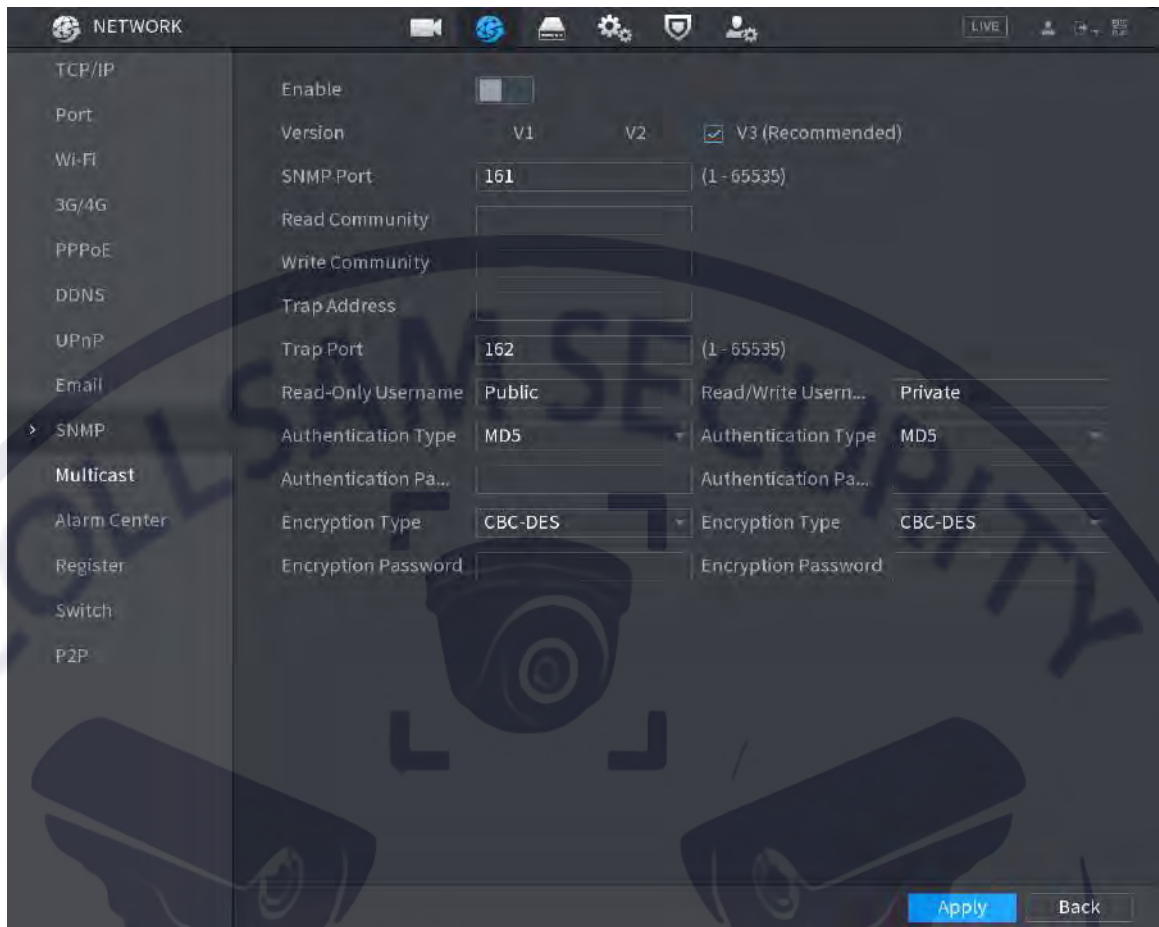 NETWORK
LIVE
TCP/IP
Port
Wi-Fi
3G/4G
PPPoE
DDNS
UPnP
Email
SNMP
Multicast
Alarm Center
Register
Switch
P2P
Enable
Version V1 V2 V3 (Recommended)
SNMP Port 161 (1 - 65535)
Read Community
Write Community
Trap Address
Trap Port 162 (1 - 65535)
Read-Only Username Public Read/Write Usern... Private
Authentication Type MD5 Authentication Type MD5
Authentication Pa... Authentication Pa...
Encryption Type CBC-DES Encryption Type CBC-DES
Encryption Password Encryption Password
Apply Back
COLLSAM SECURITY